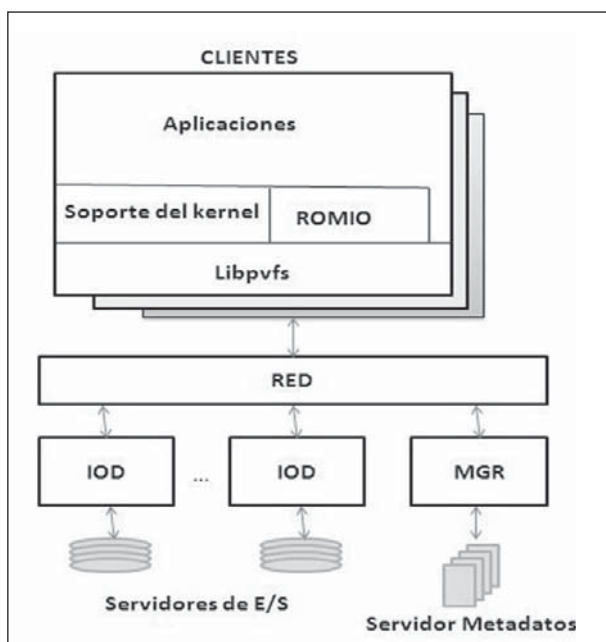 CLIENTES
Aplicaciones
Soporte del kernel
ROMIO
Libpvfs
RED
IOD
...
IOD
MGR
Servidores de E/S
Servidor Metadatos